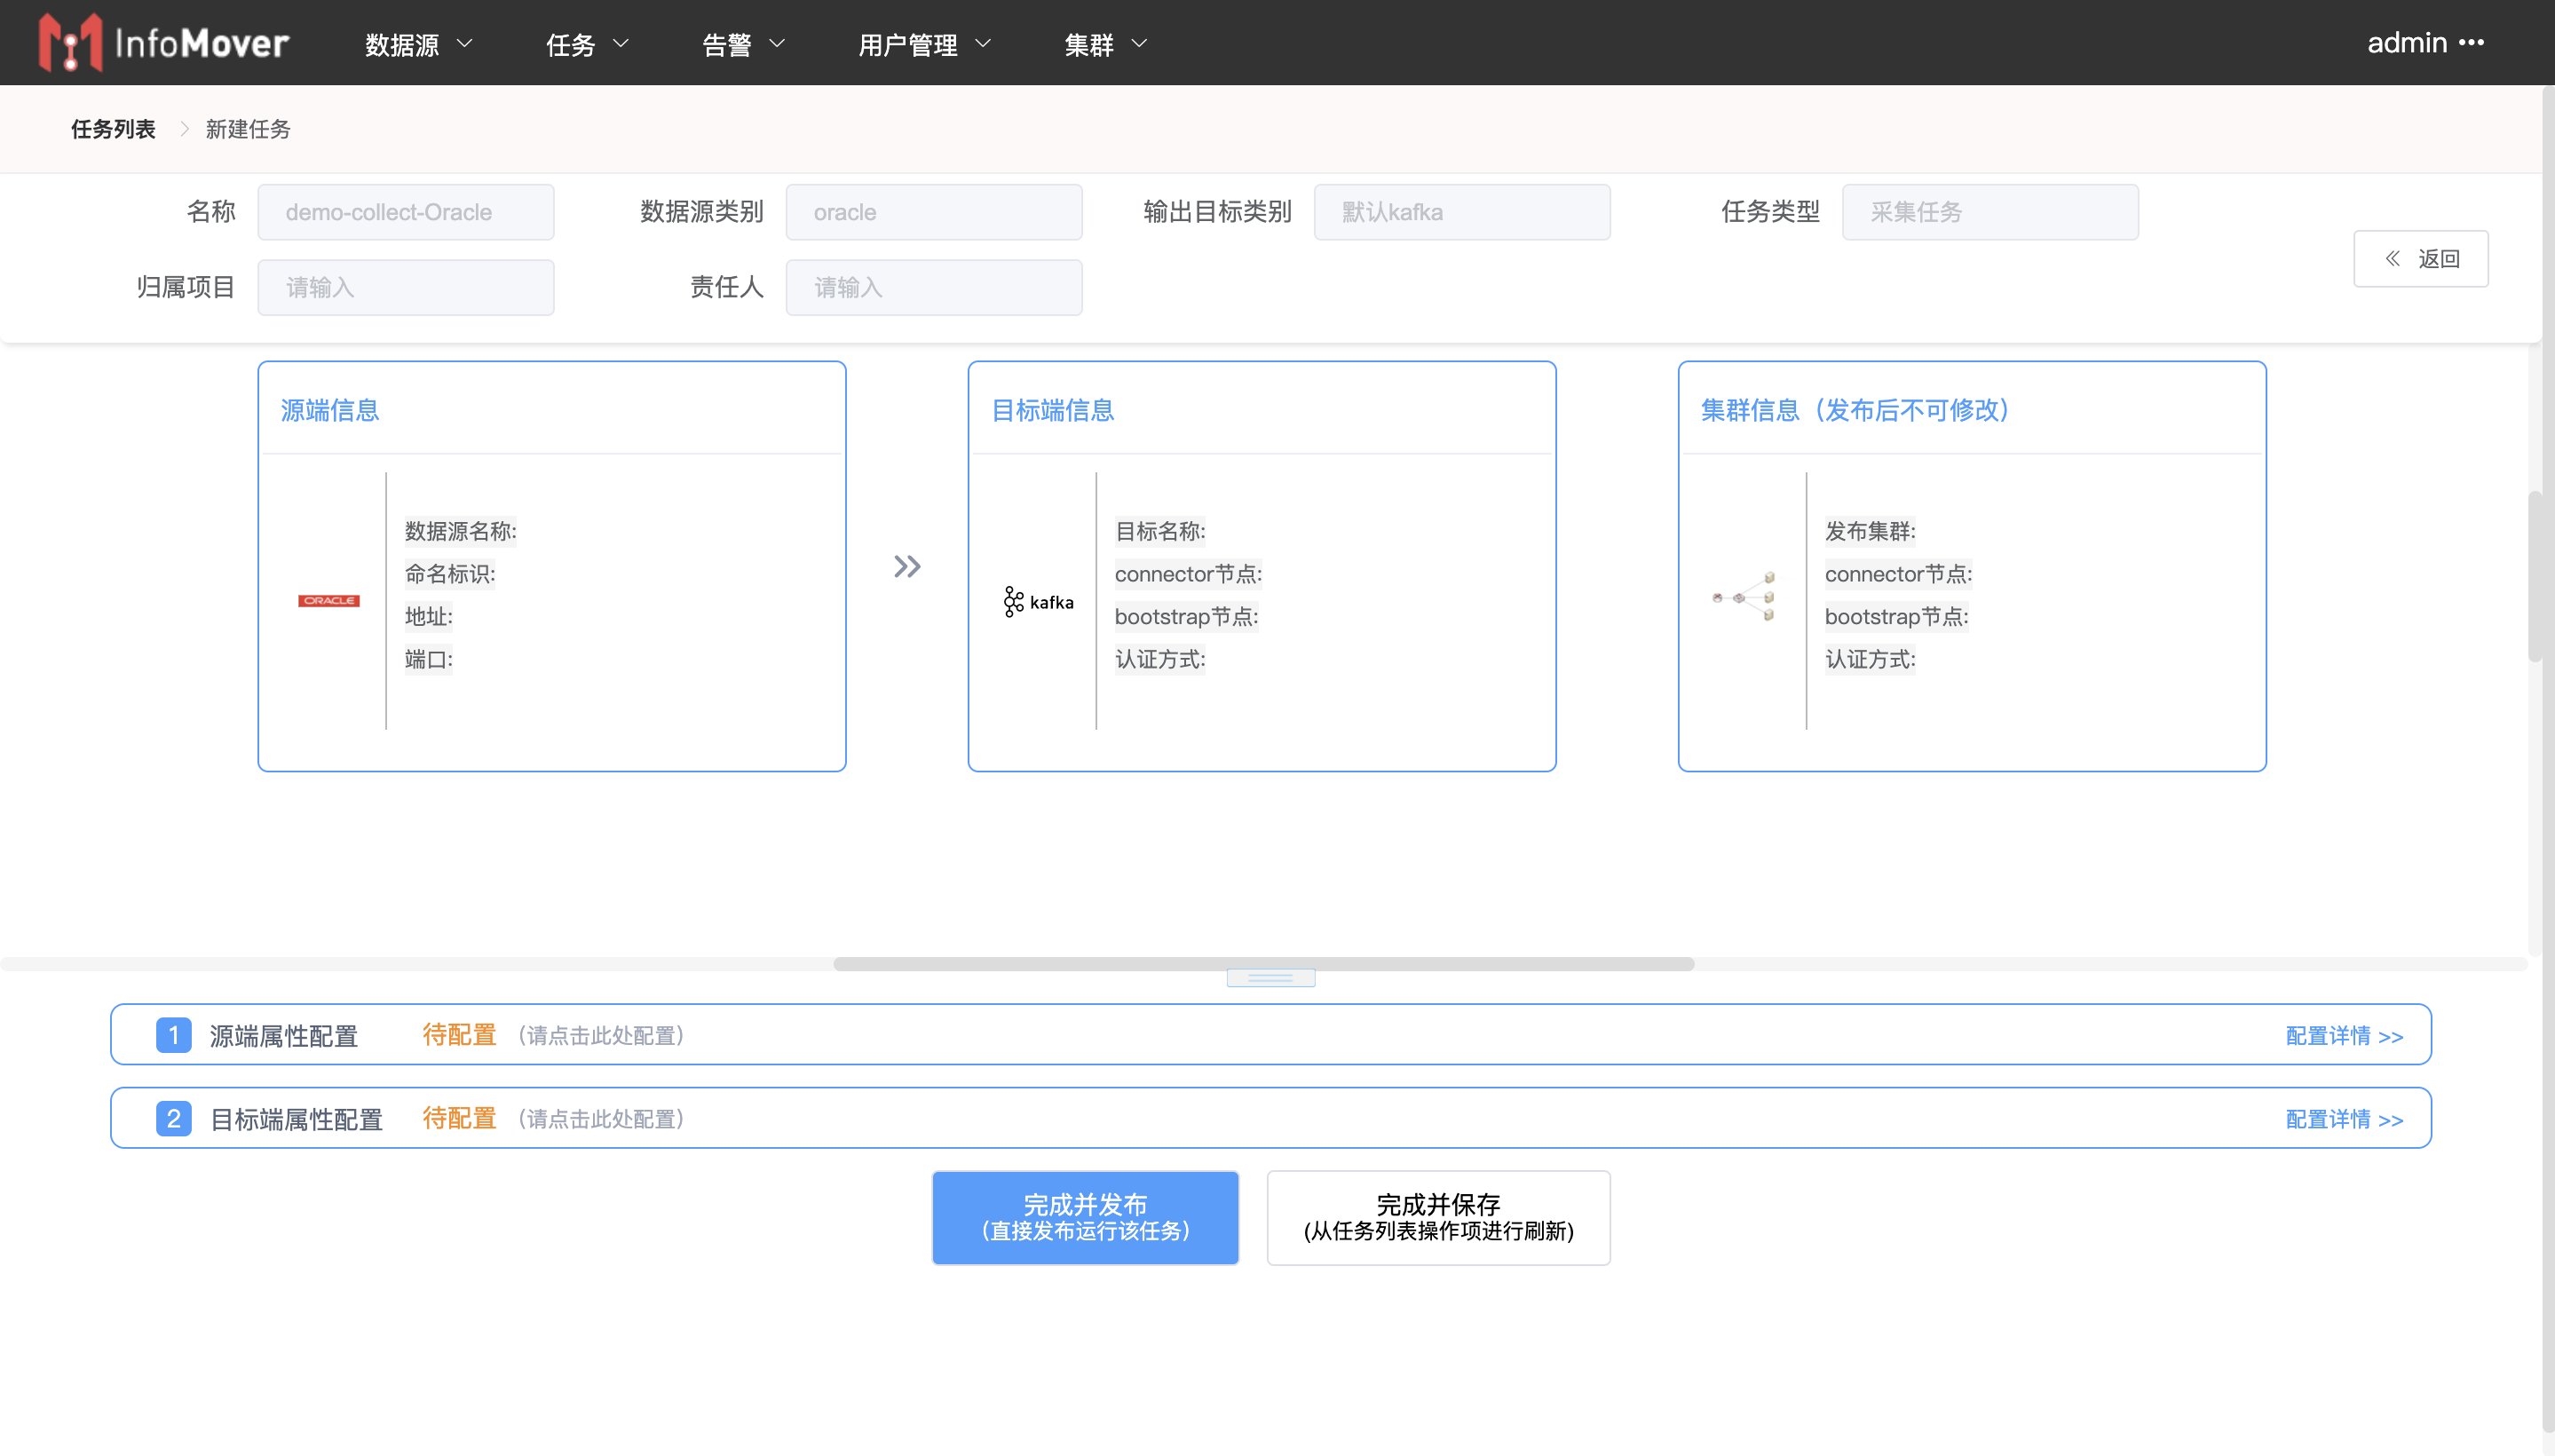 InfoMover 数据源 任务 告警 用户管理 集群 admin
任务列表 新建任务
名称 demo-collect-Oracle 数据源类别 oracle 输出目标类别 默认kafka 任务类型 采集任务
归属项目 请输入 责任人 请输入
« 返回
源端信息
ORACLE
数据源名称:
命名标识:
地址:
端口:
目标端信息
kafka
目标名称:
connector节点:
bootstrap节点:
认证方式:
集群信息（发布后不可修改）
发布集群:
connector节点:
bootstrap节点:
认证方式:
1 源端属性配置 待配置 （请点击此处配置） 配置详情 >>
2 目标端属性配置 待配置 （请点击此处配置） 配置详情 >>
完成并发布
（直接发布运行该任务）
完成并保存
(从任务列表操作项进行刷新)